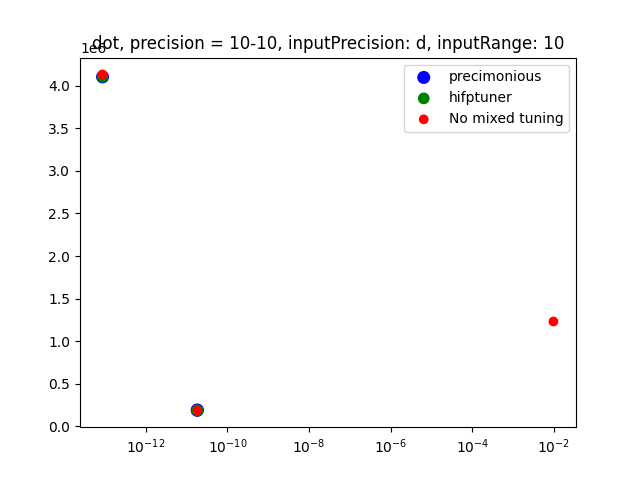 dot, precision = 10-10, inputPrecision: d, inputRange: 10
1e6
precimonious
hifptuner
No mixed tuning
4.0
3.5
3.0
2.5
2.0
1.5
1.0
0.5
0.0
10⁻¹² 10⁻¹⁰ 10⁻⁸ 10⁻⁶ 10⁻⁴ 10⁻²